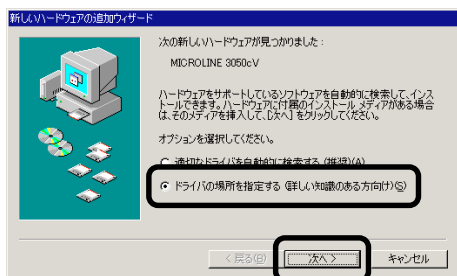 新しいハードウェアの追加ウィザード
次の新しいハードウェアが見つかりました :
MICROLINE 3050cV
ハードウェアをサポートしているソフトウェアを自動的に検索して、インス
トールできます。ハードウェアに付属のインストール メディアがある場合
は、そのメディアを挿入して、[次へ] をクリックしてください。
オプションを選択してください。
適切なドライバを自動的に検索する (推奨)(A)
ドライバの場所を指定する (詳しい知識のある方向け)(S)
< 戻る(B) 次へ > キャンセル